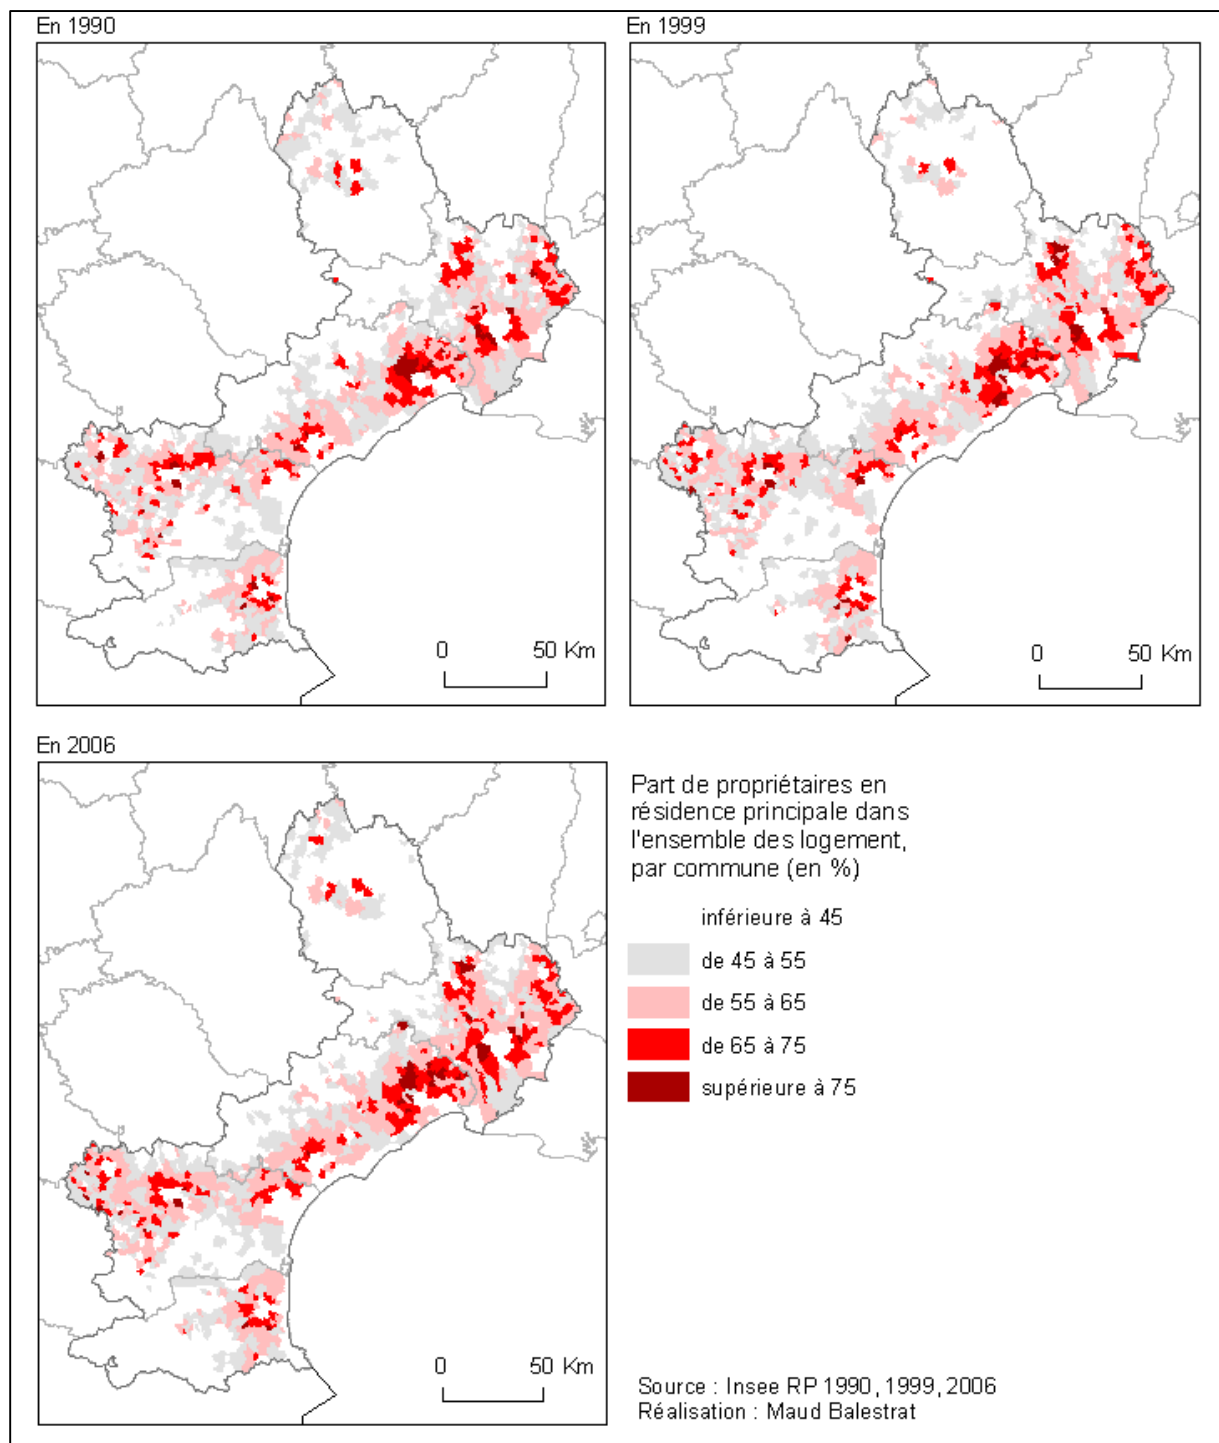 En 1990
En 1999
0 50 Km
0 50 Km
En 2006
Part de propriétaires en
résidence principale dans
l'ensemble des logement,
par commune (en %)
inférieure à 45
de 45 à 55
de 55 à 65
de 65 à 75
supérieure à 75
0 50 Km
Source : Insee RP 1990, 1999, 2006
Réalisation : Maud Balestrat